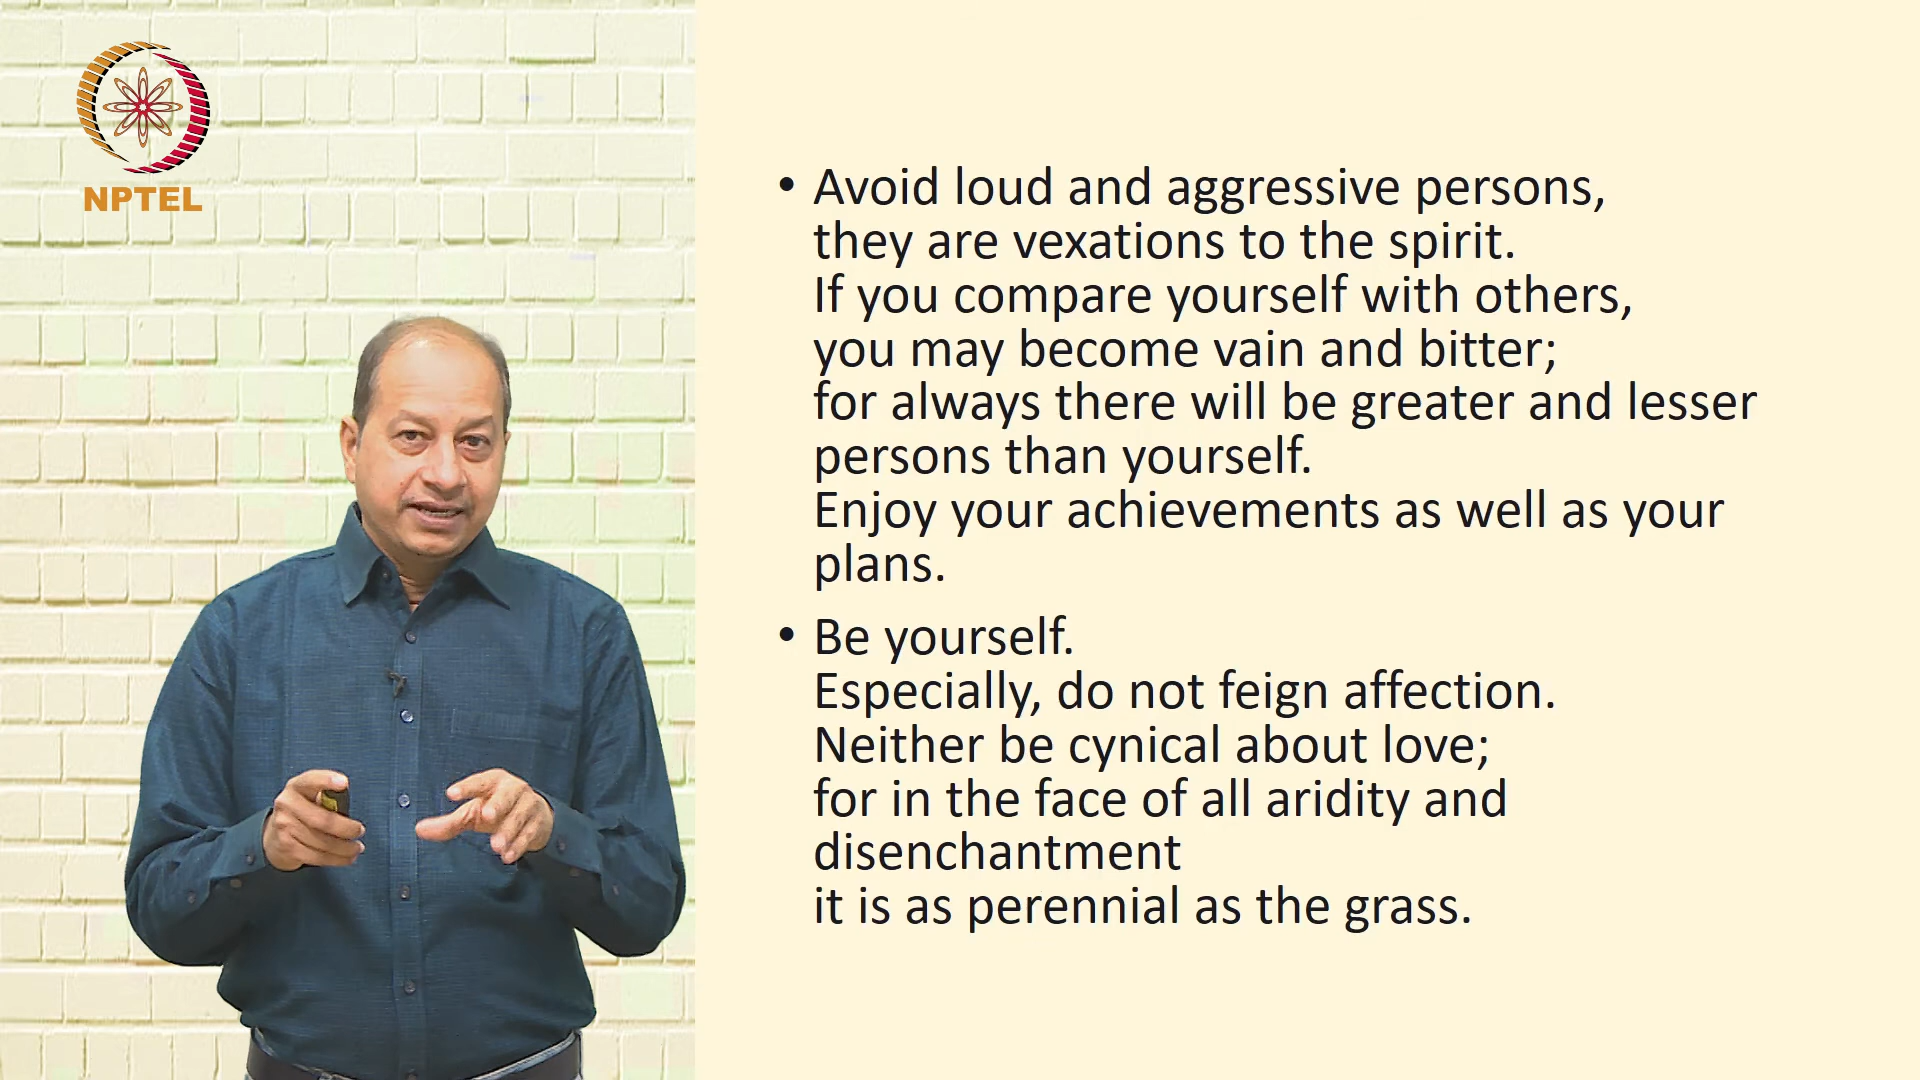 NPTEL
• Avoid loud and aggressive persons,
they are vexations to the spirit.
If you compare yourself with others,
you may become vain and bitter;
for always there will be greater and lesser
persons than yourself.
Enjoy your achievements as well as your
plans.
• Be yourself.
Especially, do not feign affection.
Neither be cynical about love;
for in the face of all aridity and
disenchantment
it is as perennial as the grass.